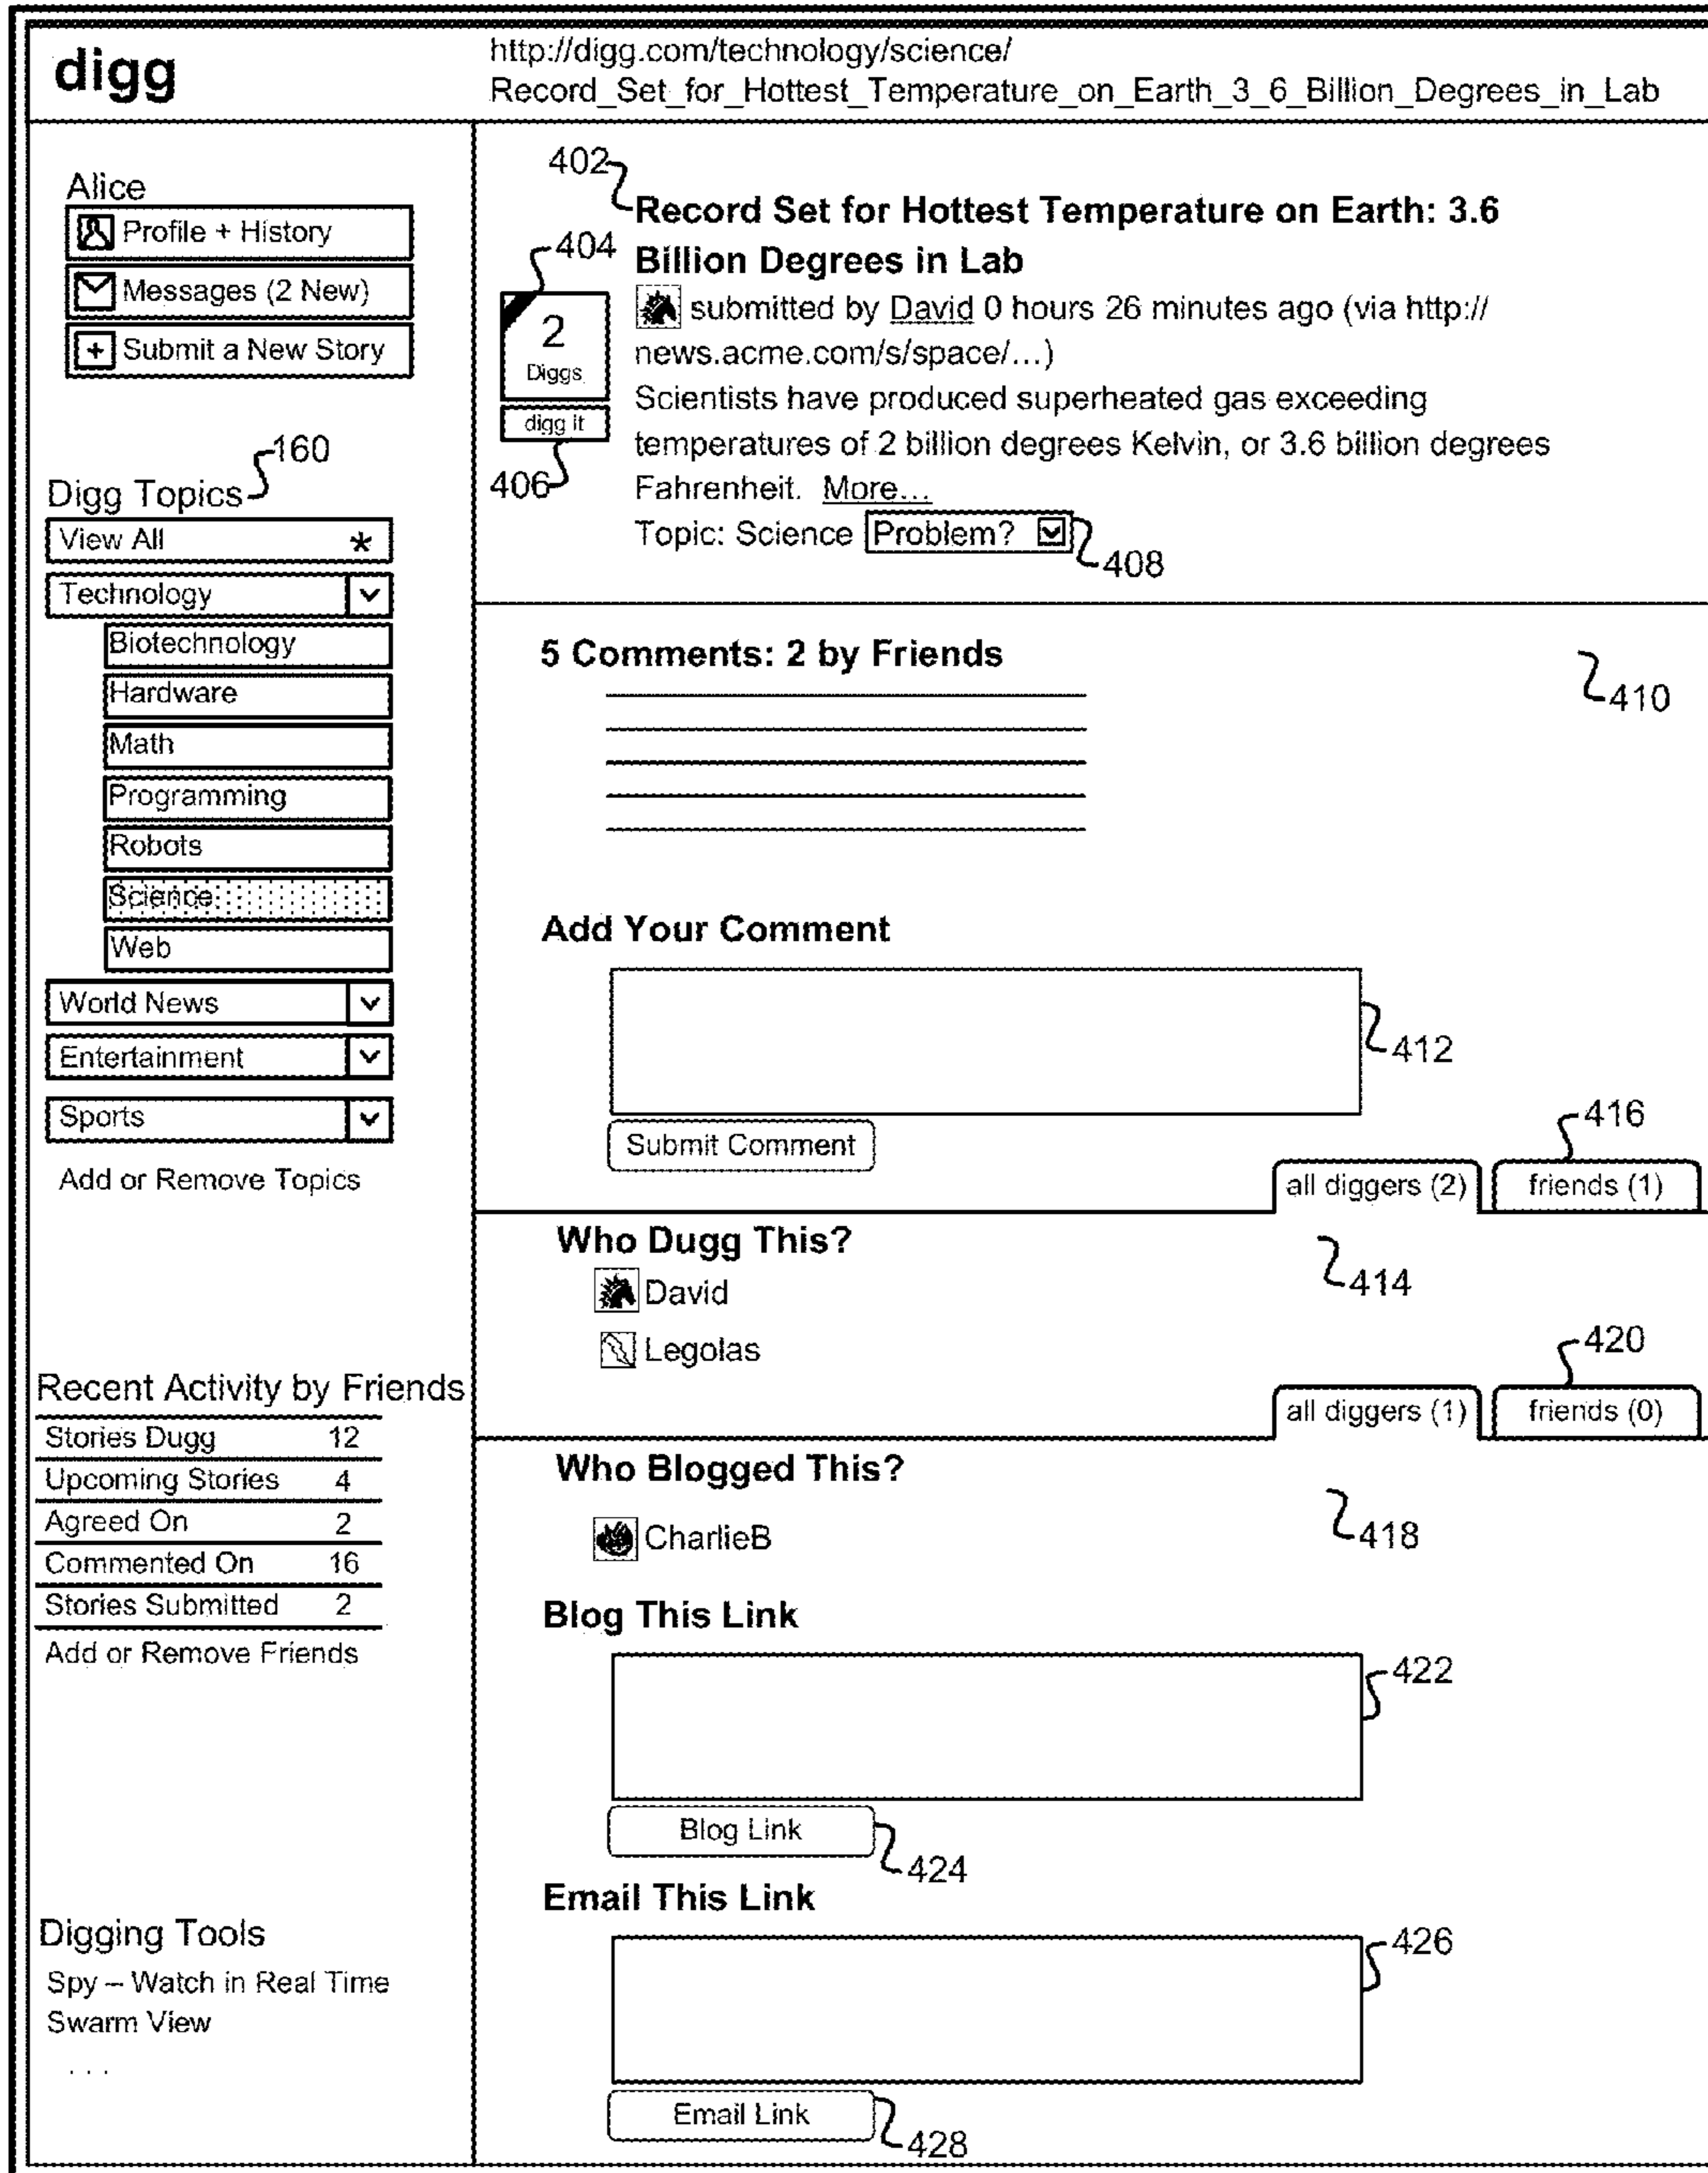 digg
http://digg.com/technology/science/
Record_Set_for_Hottest_Temperature_on_Earth_3_6_Billion_Degrees_in_Lab
Alice
Profile + History
Messages (2 New)
+ Submit a New Story
160
Digg Topics
View All *
Technology
Biotechnology
Hardware
Math
Programming
Robots
Science
Web
World News
Entertainment
Sports
Add or Remove Topics
Recent Activity by Friends
Stories Dugg 12
Upcoming Stories 4
Agreed On 2
Commented On 16
Stories Submitted 2
Add or Remove Friends
Digging Tools
Spy – Watch in Real Time
Swarm View
. . .
402
Record Set for Hottest Temperature on Earth: 3.6
Billion Degrees in Lab
404
2
Diggs
digg it
406
submitted by David 0 hours 26 minutes ago (via http://
news.acme.com/s/space/...)
Scientists have produced superheated gas exceeding
temperatures of 2 billion degrees Kelvin, or 3.6 billion degrees
Fahrenheit. More...
Topic: Science Problem?
408
5 Comments: 2 by Friends
410
Add Your Comment
412
Submit Comment
416
all diggers (2) friends (1)
Who Dugg This?
414
David
Legolas
420
all diggers (1) friends (0)
Who Blogged This?
418
CharlieB
Blog This Link
422
Blog Link
424
Email This Link
426
Email Link
428